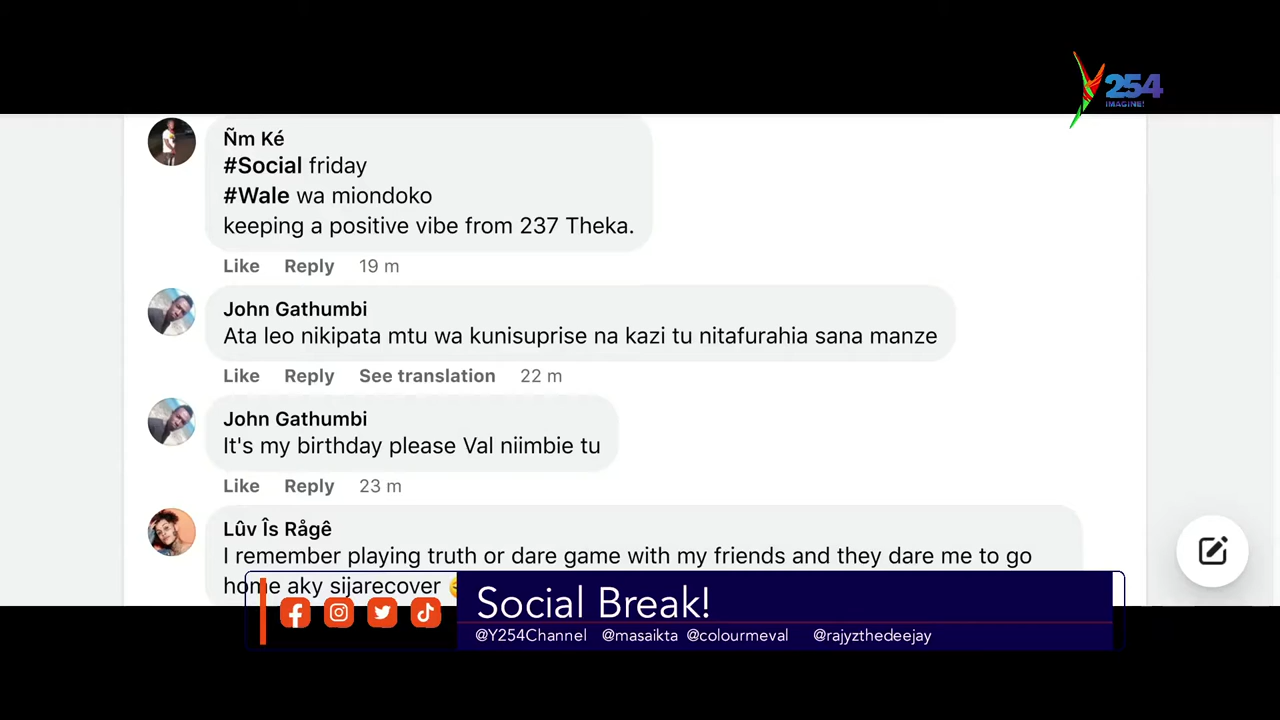 254
IMAGINE!
Ñm Ké
#Social friday
#Wale wa miondoko
keeping a positive vibe from 237 Theka.
Like Reply 19 m
John Gathumbi
Ata leo nikipata mtu wa kunisuprise na kazi tu nitafurahia sana manze
Like Reply See translation 22 m
John Gathumbi
It's my birthday please Val niimbie tu
Like Reply 23 m
Lûv Îs Rågê
I remember playing truth or dare game with my friends and they dare me to go
home aky sijarecover
Social Break!
@Y254Channel @masaikta @colourmeval @rajyzthedeejay